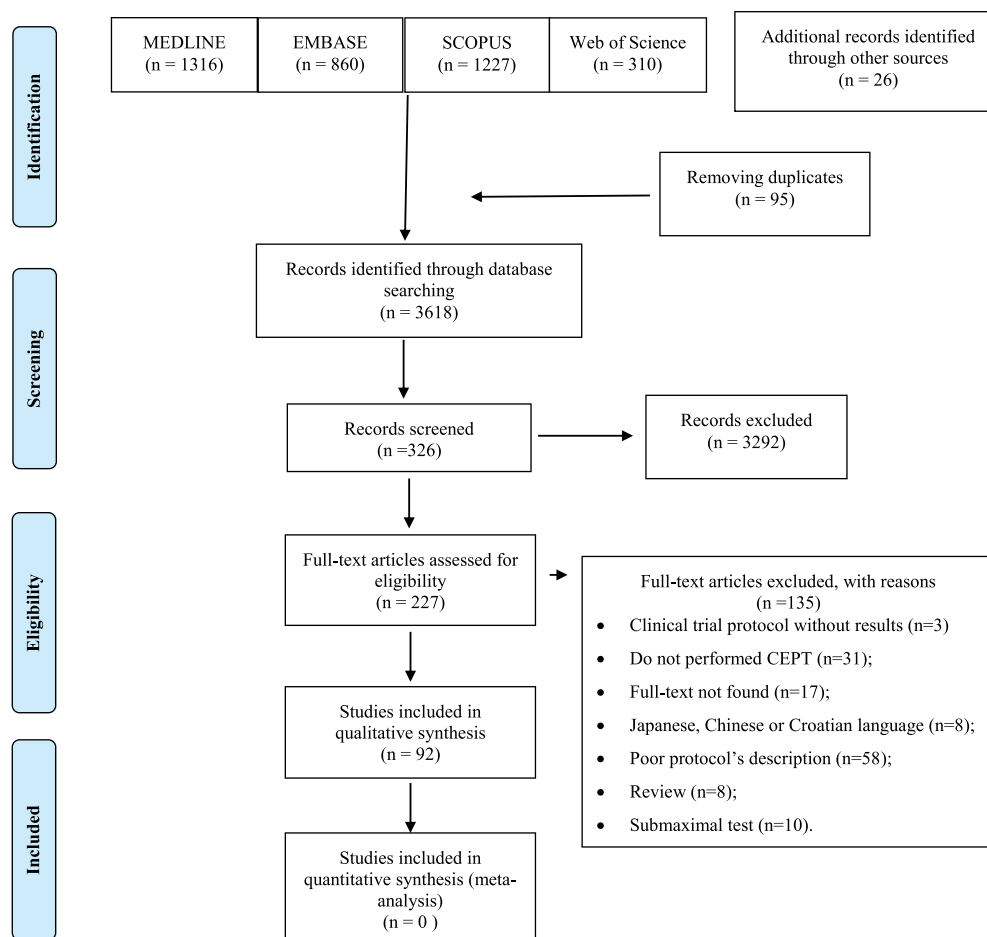 Identification
MEDLINE
(n = 1316)
EMBASE
(n = 860)
SCOPUS
(n = 1227)
Web of Science
(n = 310)
Additional records identified
through other sources
(n = 26)
Removing duplicates
(n = 95)
Records identified through database
searching
(n = 3618)
Screening
Records screened
(n =326)
Records excluded
(n = 3292)
Eligibility
Full-text articles assessed for
eligibility
(n = 227)
Full-text articles excluded, with reasons
(n =135)
• Clinical trial protocol without results (n=3)
• Do not performed CEPT (n=31);
• Full-text not found (n=17);
• Japanese, Chinese or Croatian language (n=8);
• Poor protocol’s description (n=58);
• Review (n=8);
• Submaximal test (n=10).
Studies included in
qualitative synthesis
(n = 92)
Included
Studies included in
quantitative synthesis (meta-
analysis)
(n = 0 )